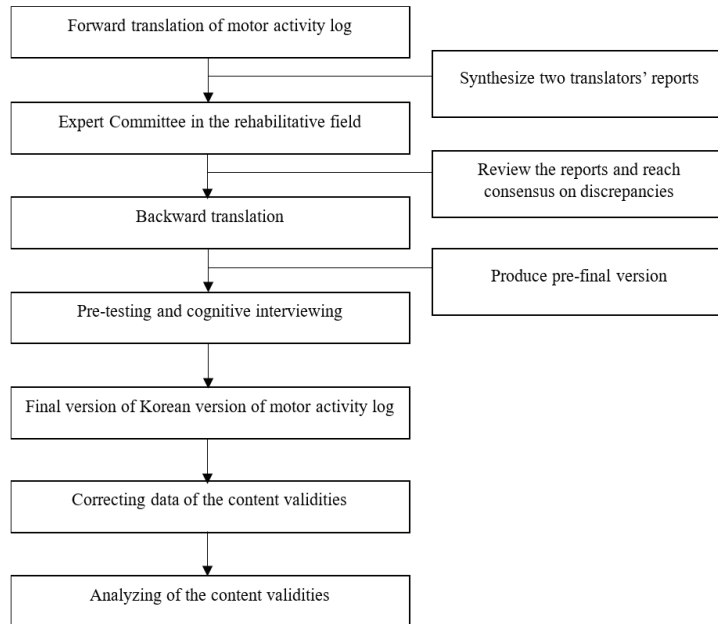 Forward translation of motor activity log
Synthesize two translators' reports
Expert Committee in the rehabilitative field
Review the reports and reach
consensus on discrepancies
Backward translation
Produce pre-final version
Pre-testing and cognitive interviewing
Final version of Korean version of motor activity log
Correcting data of the content validities
Analyzing of the content validities